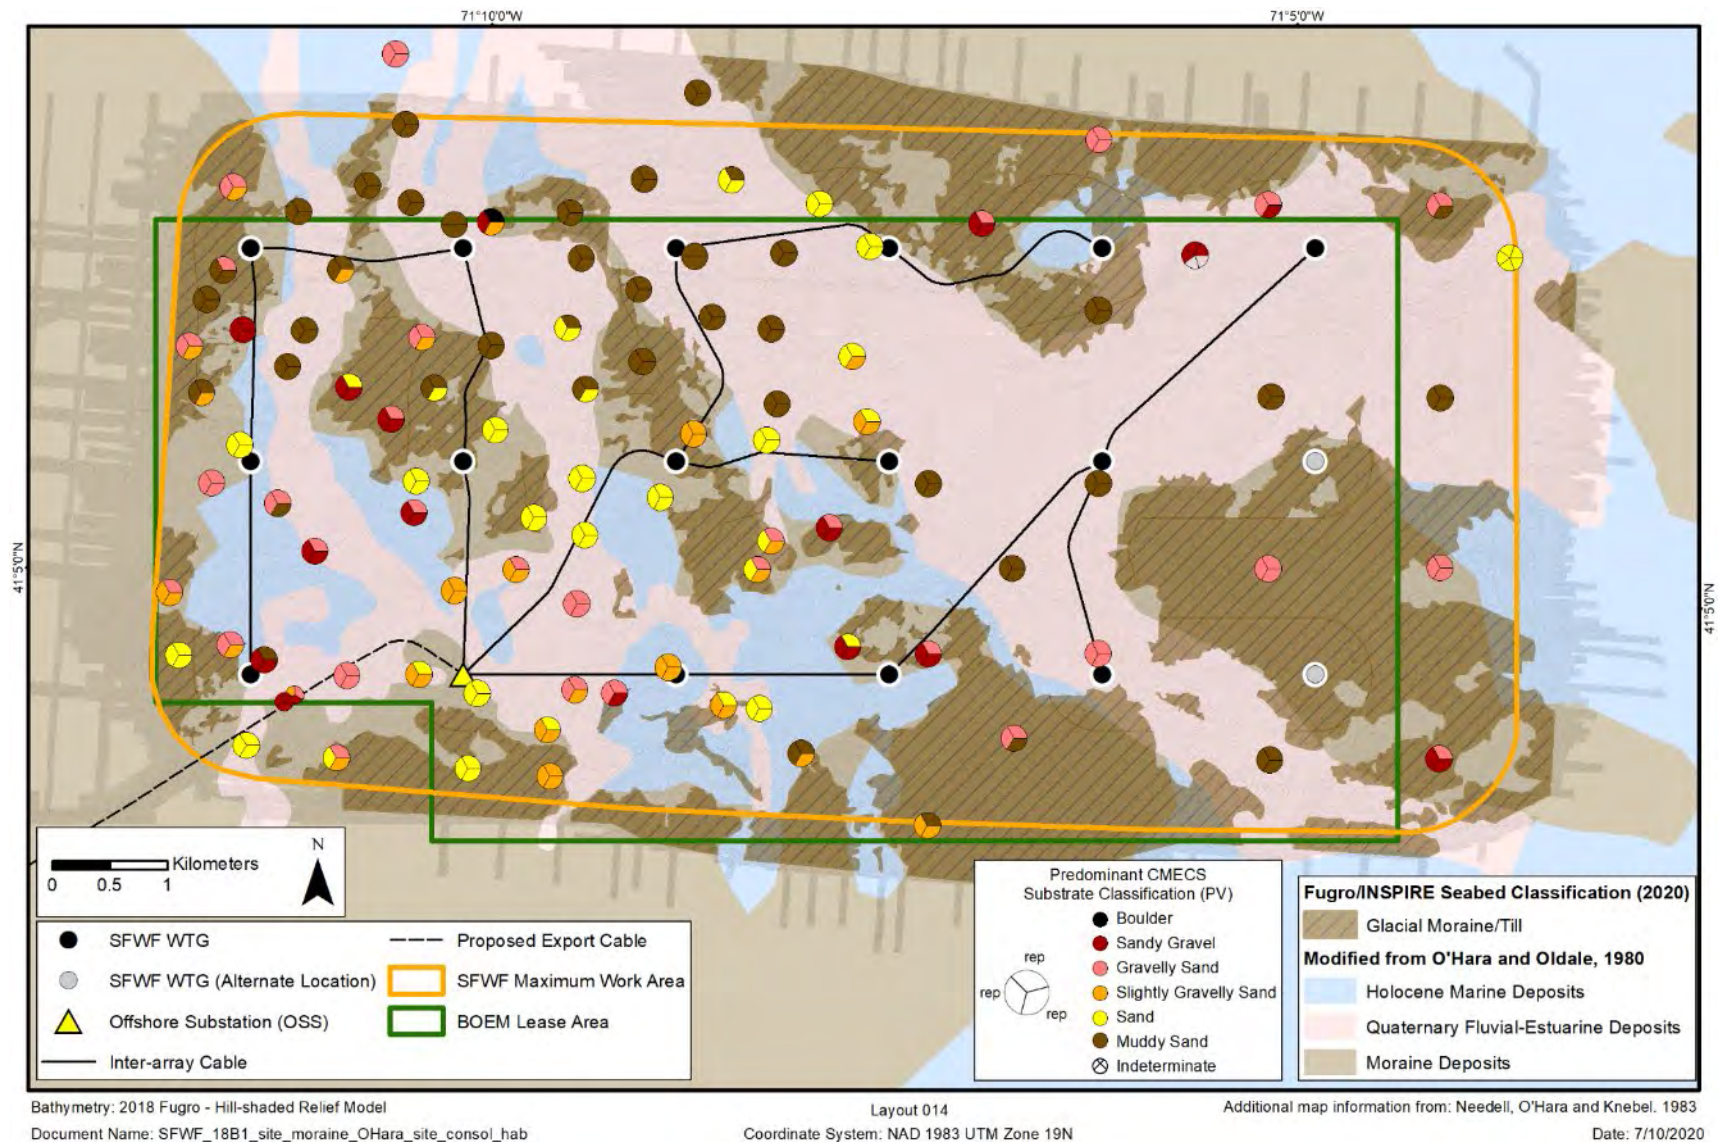 71°10'0"W
71°5'0"W
41°5'0"N
41°5'0"N
Kilometers
0 0.5 1
N
SFWF WTG
SFWF WTG (Alternate Location)
Offshore Substation (OSS)
Inter-array Cable
Proposed Export Cable
SFWF Maximum Work Area
BOEM Lease Area
Predominant CMECS
Substrate Classification (PV)
rep
rep
rep
Boulder
Sandy Gravel
Gravelly Sand
Slightly Gravelly Sand
Sand
Muddy Sand
Indeterminate
Fugro/INSPIRE Seabed Classification (2020)
Glacial Moraine/Till
Modified from O'Hara and Oldale, 1980
Holocene Marine Deposits
Quaternary Fluvial-Estuarine Deposits
Moraine Deposits
Bathymetry: 2018 Fugro - Hill-shaded Relief Model
Layout 014
Additional map information from: Needell, O'Hara and Knebel. 1983
Document Name: SFWF_18B1_site_moraine_OHara_site_consol_hab
Coordinate System: NAD 1983 UTM Zone 19N
Date: 7/10/2020